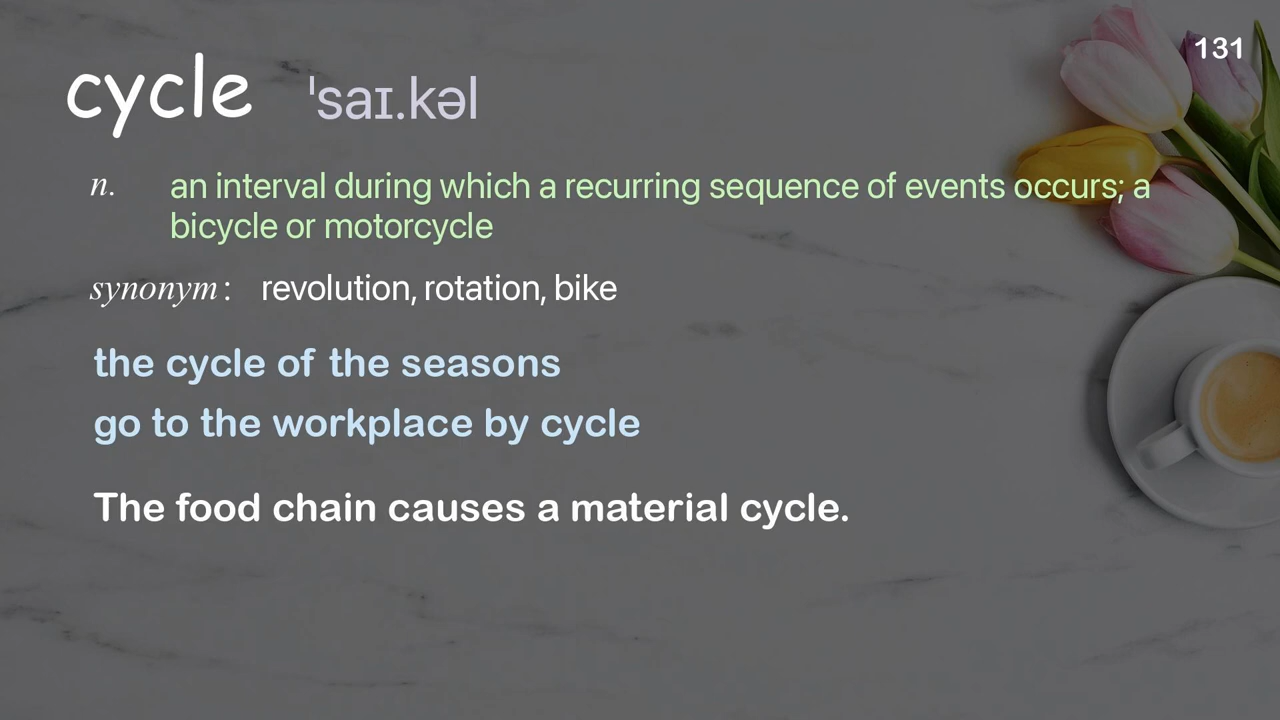 131
cycle ˈsaɪ.kəl
n. an interval during which a recurring sequence of events occurs; a
bicycle or motorcycle
synonym: revolution, rotation, bike
the cycle of the seasons
go to the workplace by cycle
The food chain causes a material cycle.